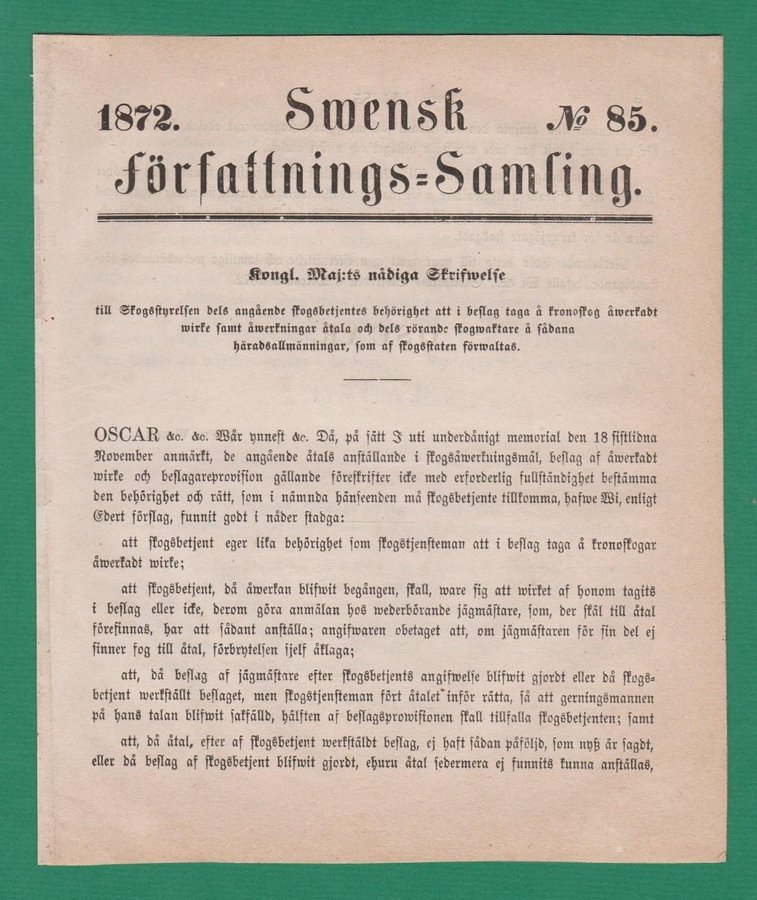 1872. Swensk № 85.
Författnings=Samling.
Kongl. Maj:ts nådiga Skrifwelse
till Skogsstyrelsen dels angående skogsbetjentes behörighet att i beslag taga å kronoskog åwerkadt
wirke samt åwerkningar åtala och dels rörande skogwaktare å sådana
häradsallmänningar, som af skogsstaten förwaltas.
OSCAR &c. &c. Wår ynnest &c. Då, på sätt I uti underdånigt memorial den 18 sistlidna
November anmärkt, de angående åtals anställande i skogsåwerkningsmål, beslag af åwerkadt
wirke och beslagareprovision gällande föreskrifter icke med erforderlig fullständighet bestämma
den behörighet och rätt, som i nämnda hänseenden må skogsbetjente tillkomma, hafwe Wi, enligt
Edert förslag, funnit godt i nåder stadga:
att skogsbetjent eger lika behörighet som skogstjensteman att i beslag taga å kronoskogar
åwerkadt wirke;
att skogsbetjent, då åwerkan blifwit begången, skall, ware sig att wirket af honom tagits
i beslag eller icke, derom göra anmälan hos wederbörande jägmästare, som, der skäl till åtal
förefinnas, har att sådant anställa; angifwaren obetaget att, om jägmästaren för sin del ej
finner fog till åtal, förbrytelsen sjelf åklaga;
att, då beslag af jägmästare efter skogsbetjents angifwelse blifwit gjordt eller då skogs=
betjent werkställt beslaget, men skogstjensteman fört åtalet inför rätta, så att gerningsmannen
på hans talan blifwit sakfälld, hälften af beslagsprowisionen skall tillfalla skogsbetjenten; samt
att, då åtal, efter af skogsbetjent werkställdt beslag, ej haft sådan påföljd, som nyß är sagdt,
eller då beslag af skogsbetjent blifwit gjordt, ehuru åtal sedermera ej funnits kunna anställas,